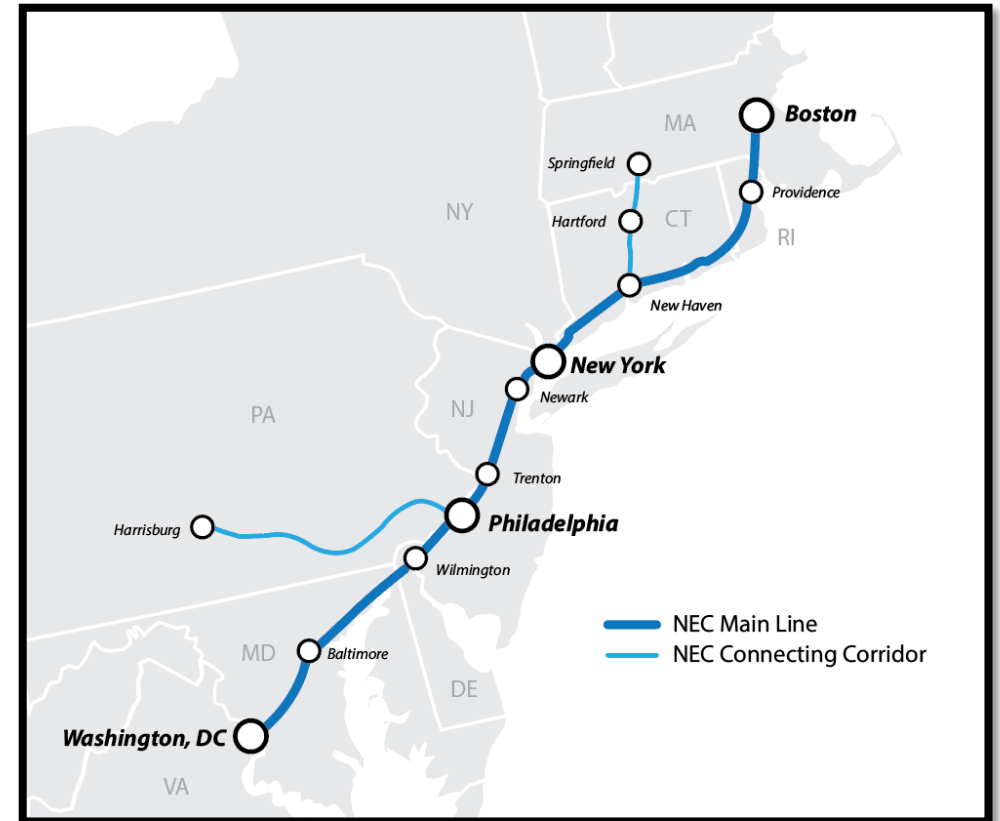 Boston
MA
Springfield
Providence
NY
Hartford
CT
RI
New Haven
New York
Newark
PA
NJ
Trenton
Philadelphia
Harrisburg
Wilmington
NEC Main Line
MD
Baltimore
NEC Connecting Corridor
DE
Washington, DC
VA